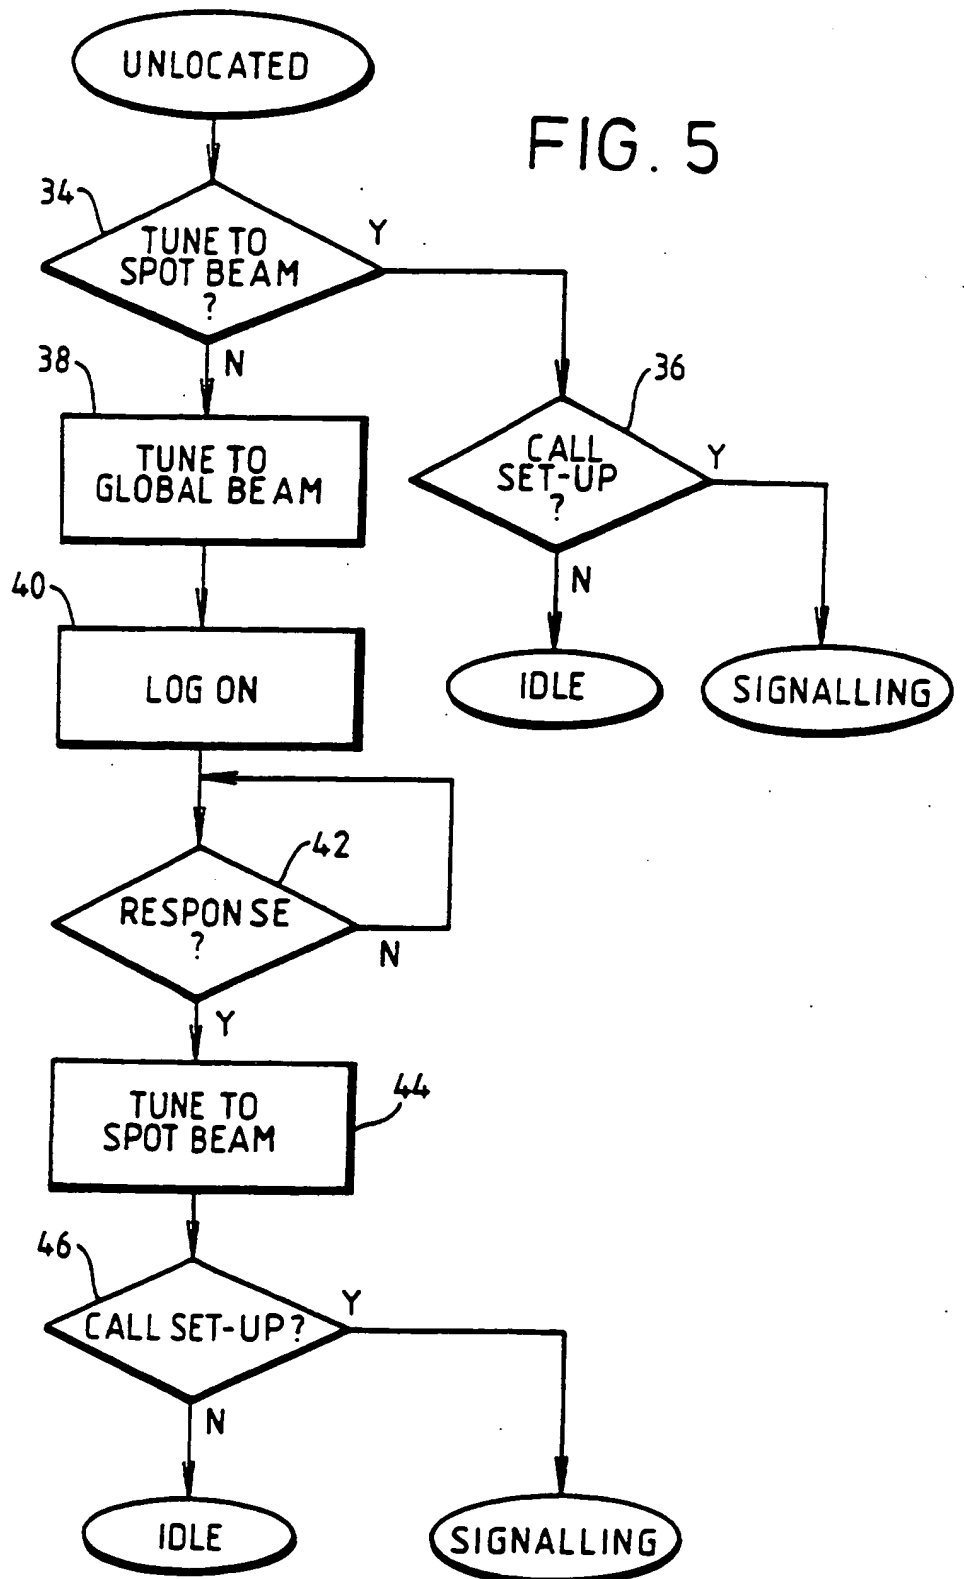 UNLOCATED
FIG. 5
34
TUNE TO
SPOT BEAM
?
Y
N
38
TUNE TO
GLOBAL BEAM
36
CALL
SET-UP
?
Y
N
40
LOG ON
IDLE
SIGNALLING
42
RESPONSE
?
N
Y
44
TUNE TO
SPOT BEAM
46
CALL SET-UP?
Y
N
IDLE
SIGNALLING